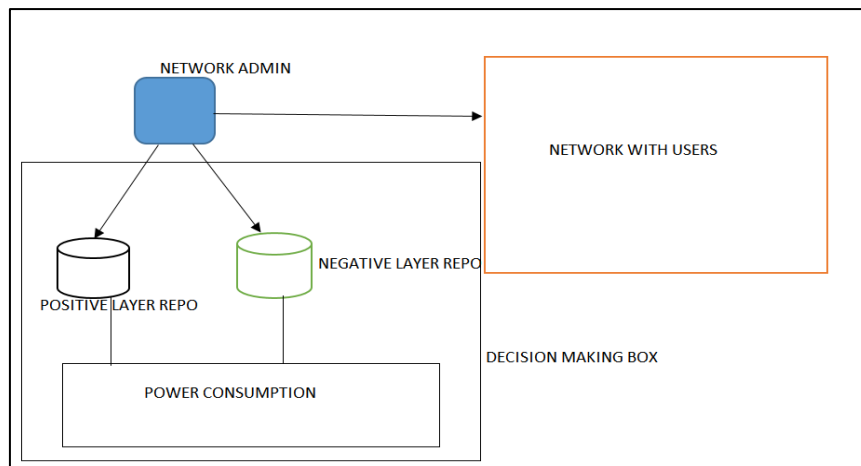 NETWORK ADMIN
NETWORK WITH USERS
NEGATIVE LAYER REPO
POSITIVE LAYER REPO
DECISION MAKING BOX
POWER CONSUMPTION